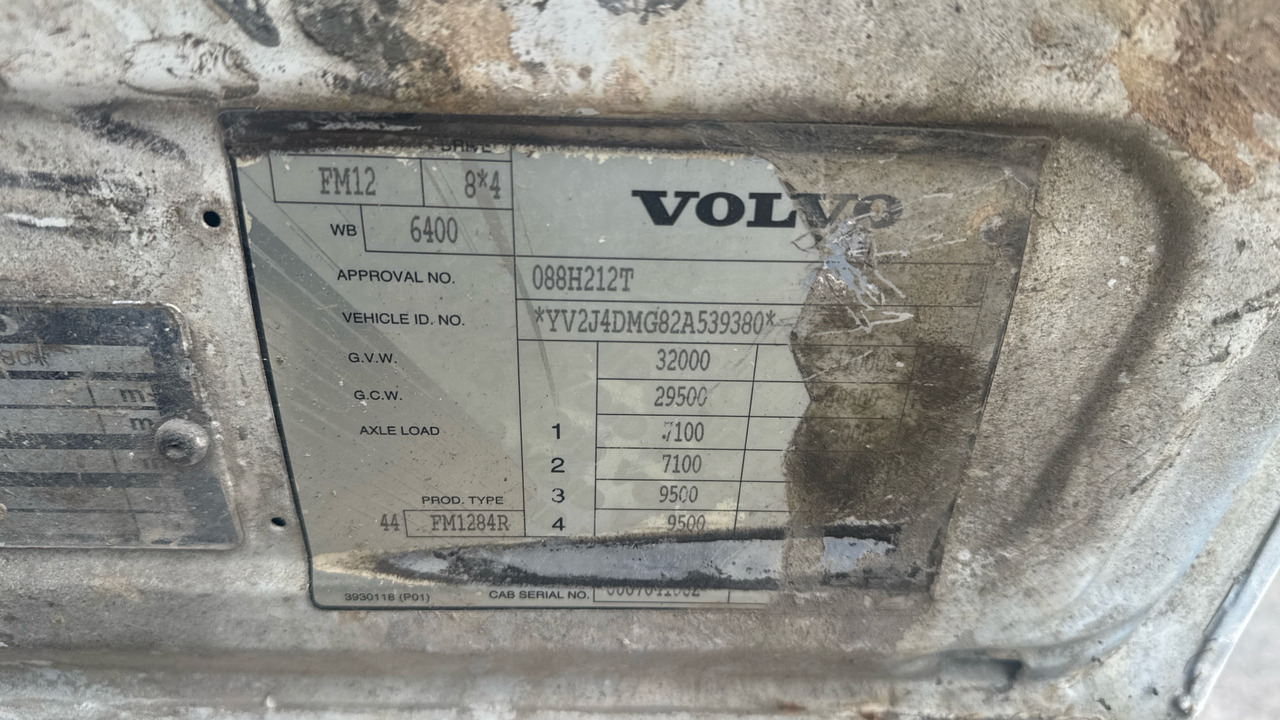 DRIVE
FM12 8*4
VOLVO
WB 6400
APPROVAL NO. 088H212T
VEHICLE ID. NO. *YV2J4DMG82A539380*
G.V.W. 32000
G.C.W. 29500
AXLE LOAD 1 7100
2 7100
PROD. TYPE 3 9500
44 FM1284R 4 9500
3930118 (P01) CAB SERIAL NO.